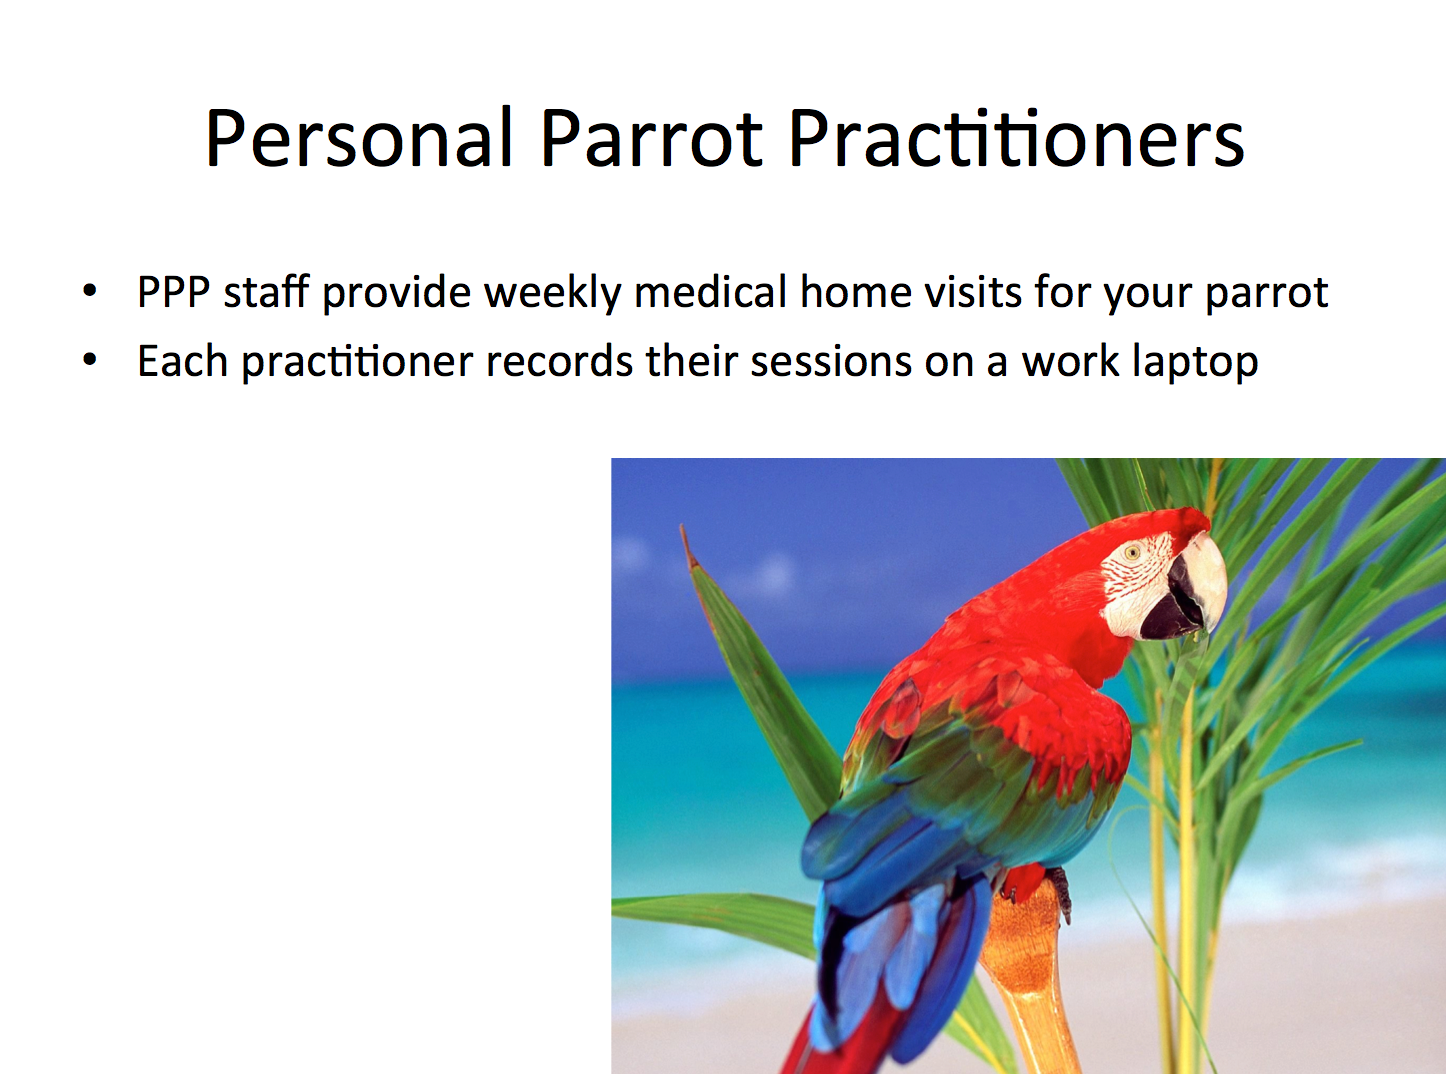 Personal Parrot Practitioners
• PPP staff provide weekly medical home visits for your parrot
• Each practitioner records their sessions on a work laptop